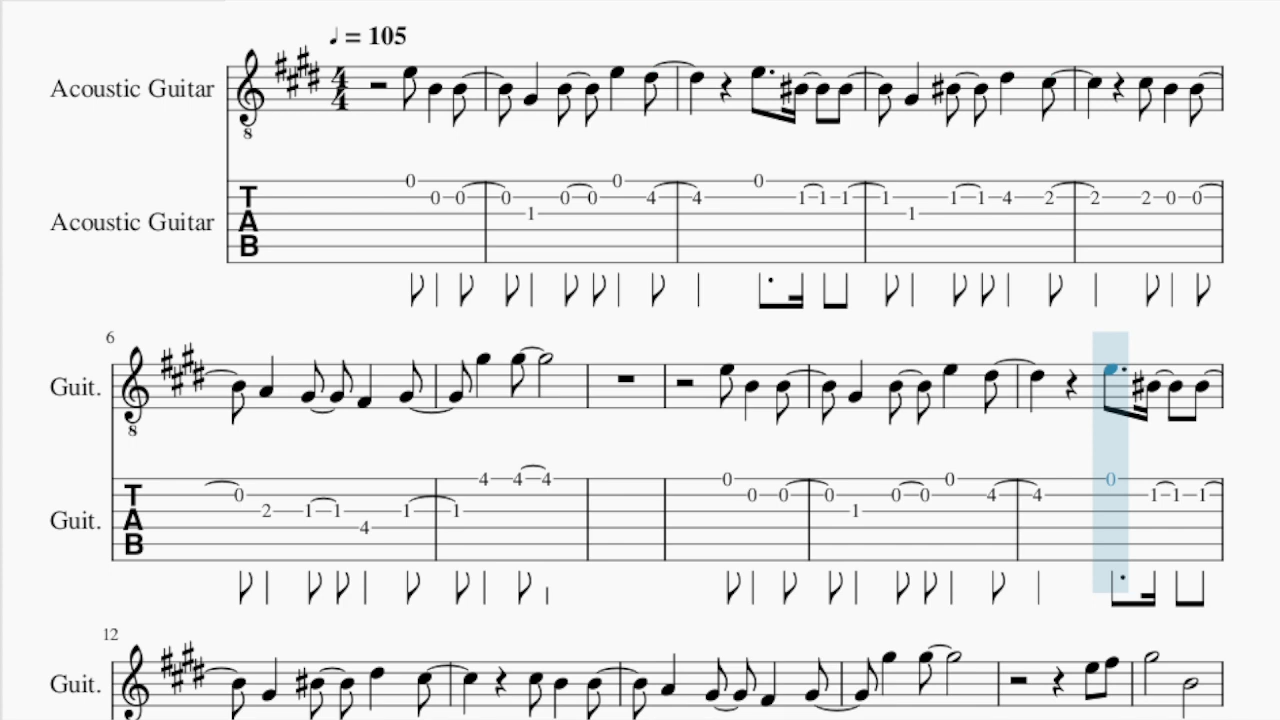 ♩ = 105
Acoustic Guitar
4
4
8
0 0 0 0 1 0 0 0 4 4 0 1 1 1 1 1 1 1 4 2 2 2 0 0
Acoustic Guitar
T
A
B
6
Guit.
8
0 2 1 1 4 1 1 4 4 4 0 0 0 0 1 0 0 0 4 4 0 1 1 1
Guit.
T
A
B
12
Guit.